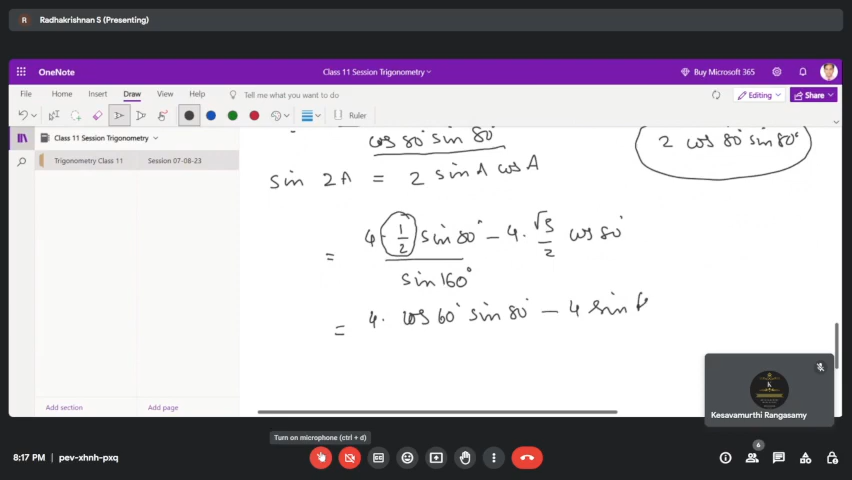 R Radhakrishnan S (Presenting)
OneNote Class 11 Session Trigonometry Buy Microsoft 365
File Home Insert Draw View Help Tell me what you want to do Editing Share
Ruler
Class 11 Session Trigonometry
Trigonometry Class 11 Session 07-08-23
cos 80° sin 80°
2 cos 80° sin 80°
sin 2A = 2 sin A cos A
= 4 · 1/2 sin 80° − 4 · √3/2 cos 80°
sin 160°
= 4 · cos 60° sin 80° − 4 sin
K
Kesavamurthi Rangasamy
Add section Add page
Turn on microphone (ctrl + d)
8:17 PM pev-xhnh-pxq
6